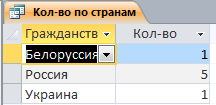 Кол-во по странам
Гражданств Кол-во
Белоруссия 1
Россия 5
Украина 1